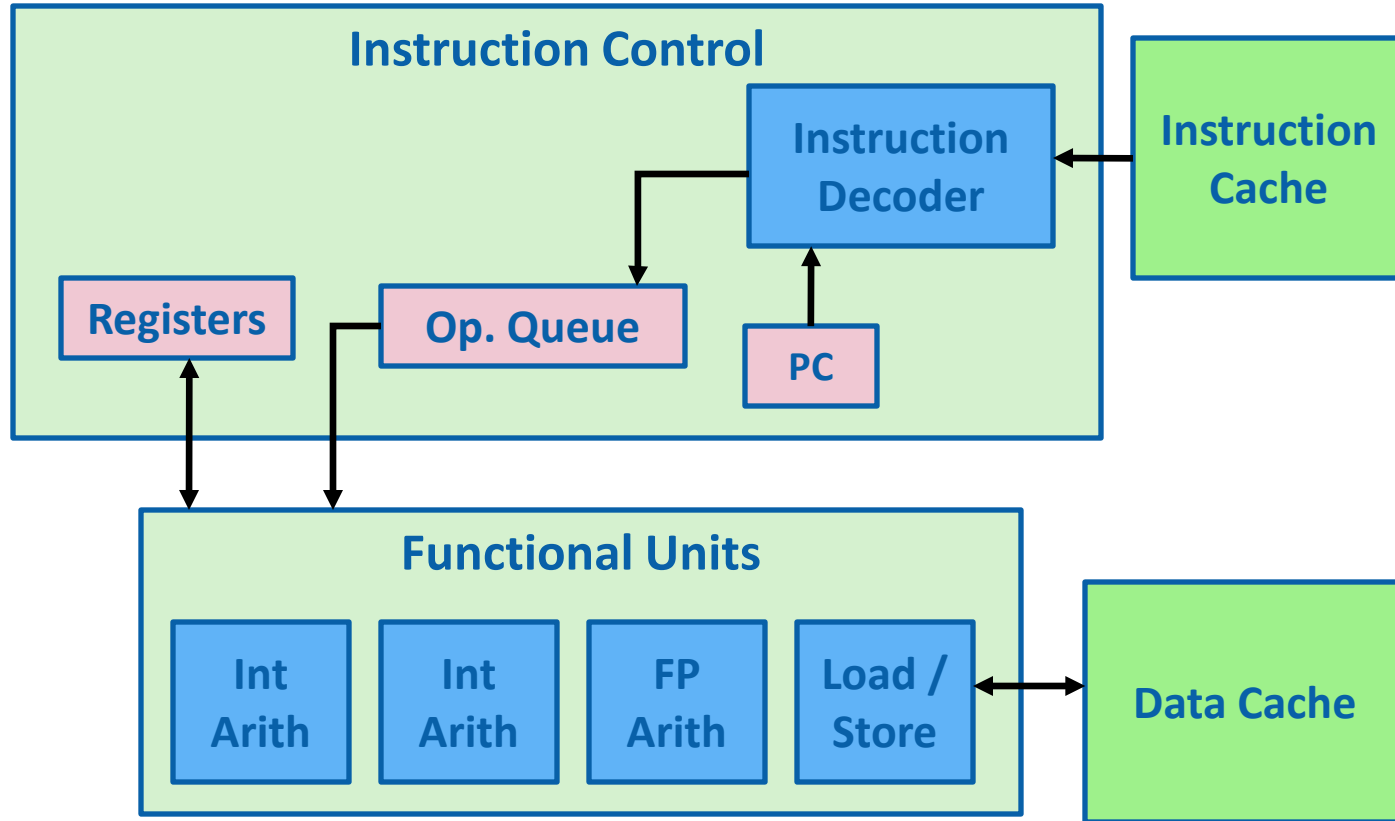 Instruction Control
Instruction
Decoder
Instruction
Cache
Registers
Op. Queue
PC
Functional Units
Int
Arith
Int
Arith
FP
Arith
Load /
Store
Data Cache